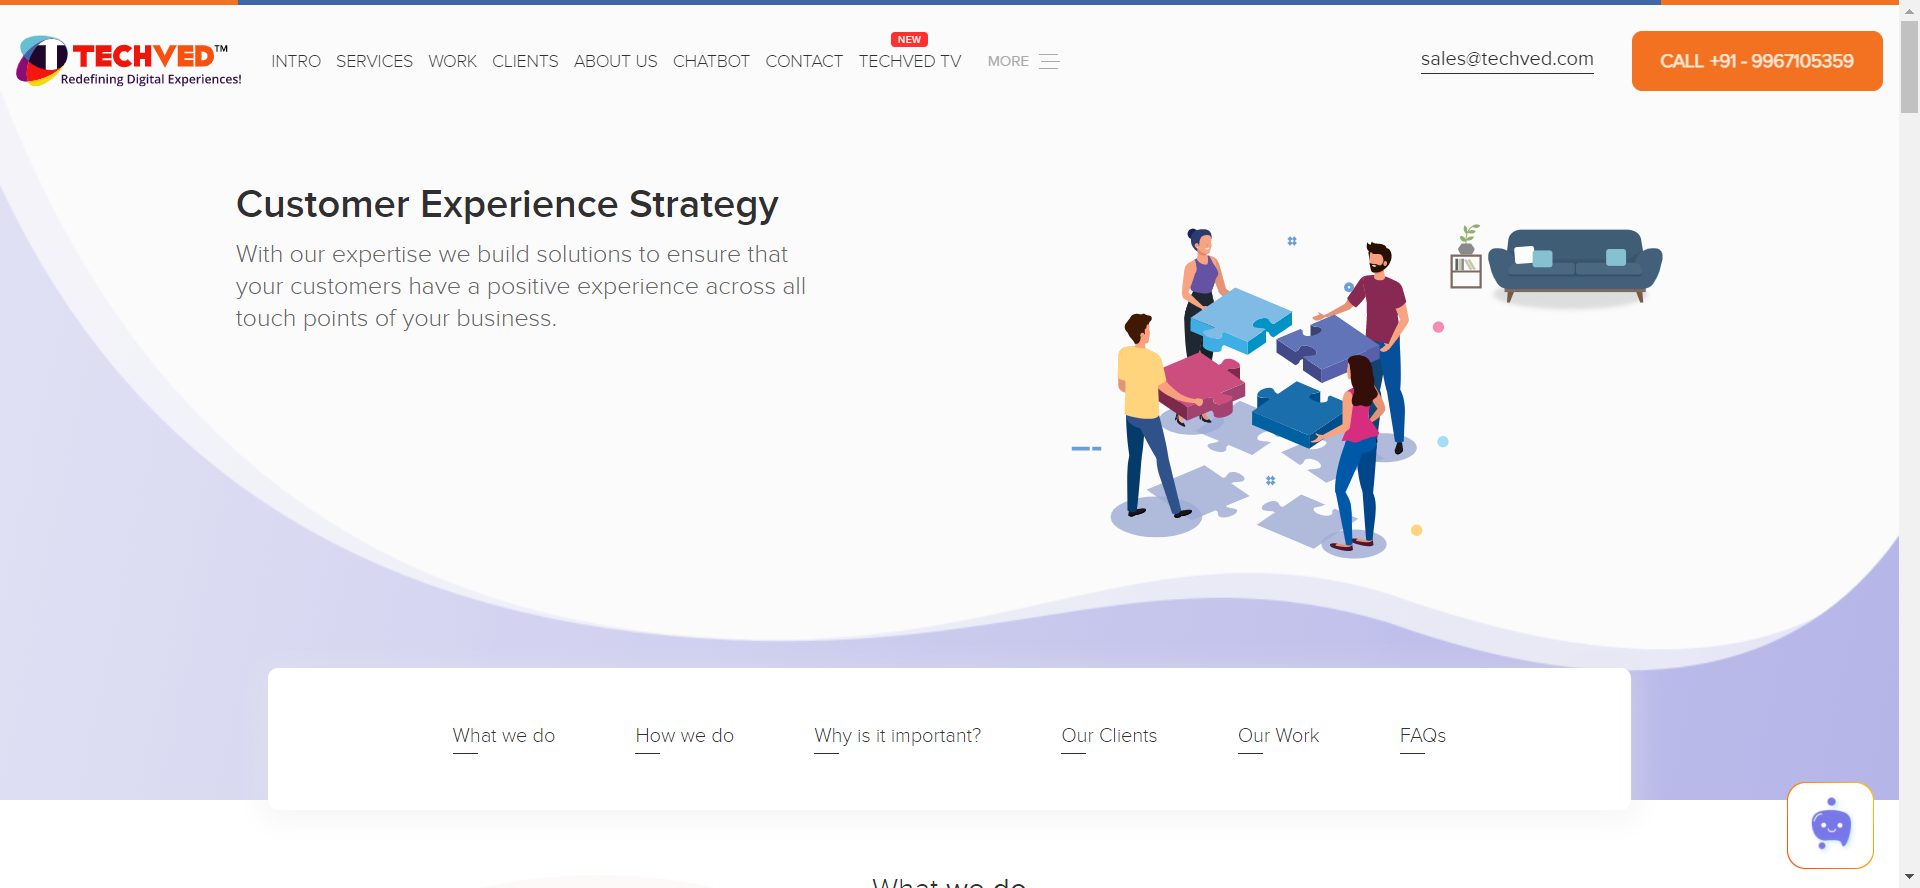 TECHVED™
Redefining Digital Experiences!
INTRO SERVICES WORK CLIENTS ABOUT US CHATBOT CONTACT TECHVED TV MORE
NEW
sales@techved.com
CALL +91 - 9967105359
Customer Experience Strategy
With our expertise we build solutions to ensure that
your customers have a positive experience across all
touch points of your business.
What we do How we do Why is it important? Our Clients Our Work FAQs
What we do